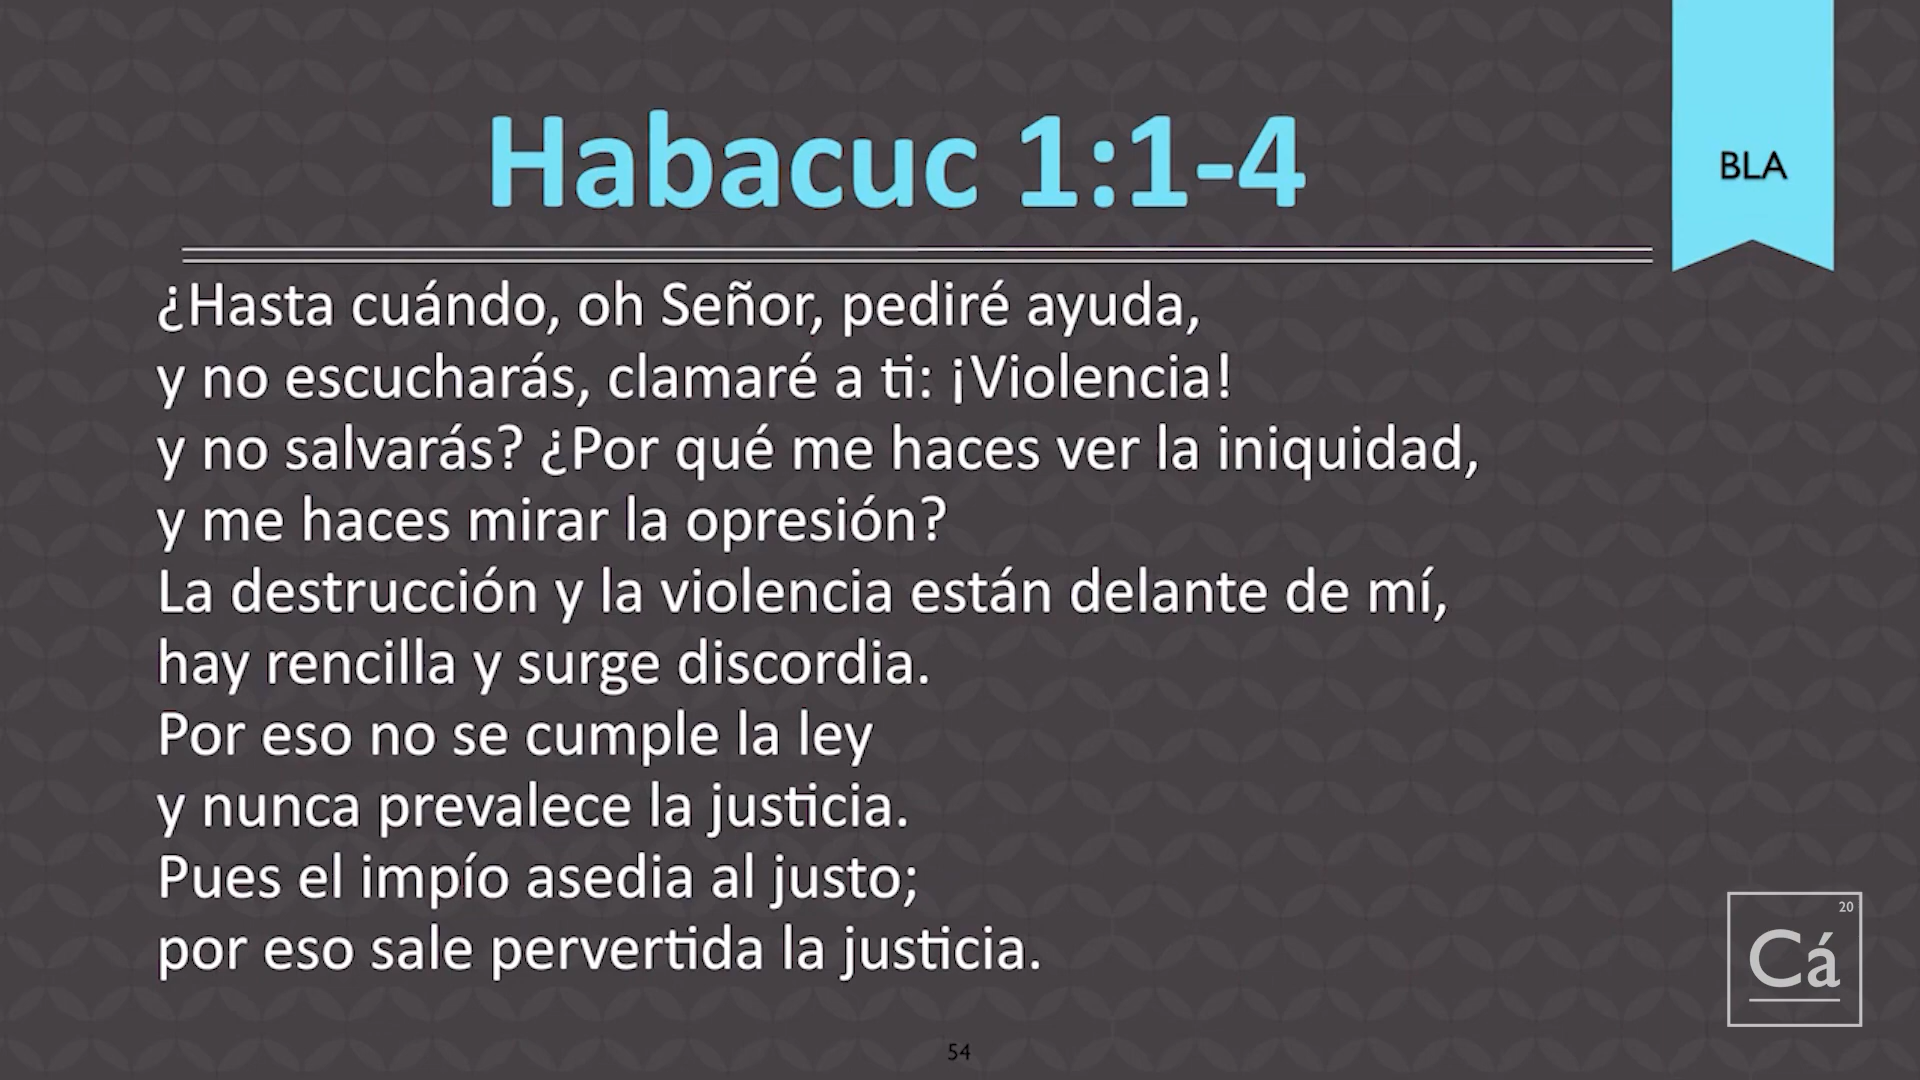 Habacuc 1:1-4
BLA
¿Hasta cuándo, oh Señor, pediré ayuda,
y no escucharás, clamaré a ti: ¡Violencia!
y no salvarás? ¿Por qué me haces ver la iniquidad,
y me haces mirar la opresión?
La destrucción y la violencia están delante de mí,
hay rencilla y surge discordia.
Por eso no se cumple la ley
y nunca prevalece la justicia.
Pues el impío asedia al justo;
por eso sale pervertida la justicia.
20
Cá
54